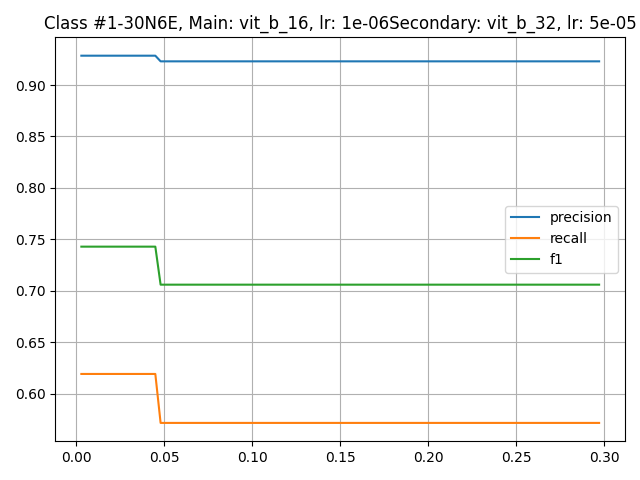 Class #1-30N6E, Main: vit_b_16, lr: 1e-06Secondary: vit_b_32, lr: 5e-05
0.90
0.85
0.80
0.75
0.70
0.65
0.60
precision
recall
f1
0.00 0.05 0.10 0.15 0.20 0.25 0.30